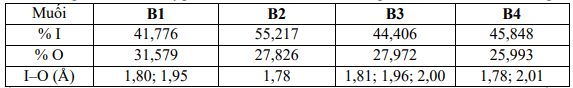 Muối B1 B2 B3 B4
% I 41,776 55,217 44,406 45,848
% O 31,579 27,826 27,972 25,993
I–O (Å) 1,80; 1,95 1,78 1,81; 1,96; 2,00 1,78; 2,01